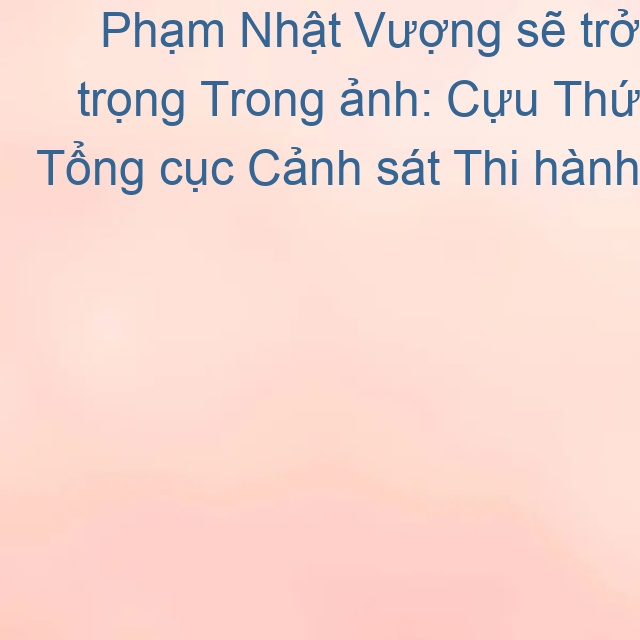 Phạm Nhật Vượng sẽ trở
trọng Trong ảnh: Cựu Thứ
Tổng cục Cảnh sát Thi hành